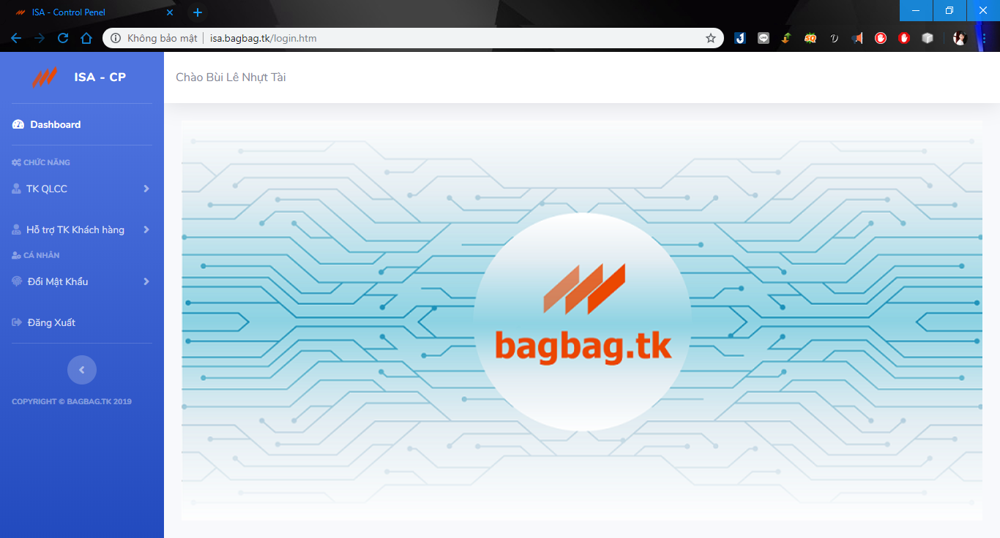 ISA - Control Penel
Không bảo mật
isa.bagbag.tk/login.htm
ISA - CP
Chào Bùi Lê Nhựt Tài
Dashboard
CHỨC NĂNG
TK QLCC
Hỗ trợ TK Khách hàng
CÁ NHÂN
Đổi Mật Khẩu
Đăng Xuất
COPYRIGHT © BAGBAG.TK 2019
bagbag.tk